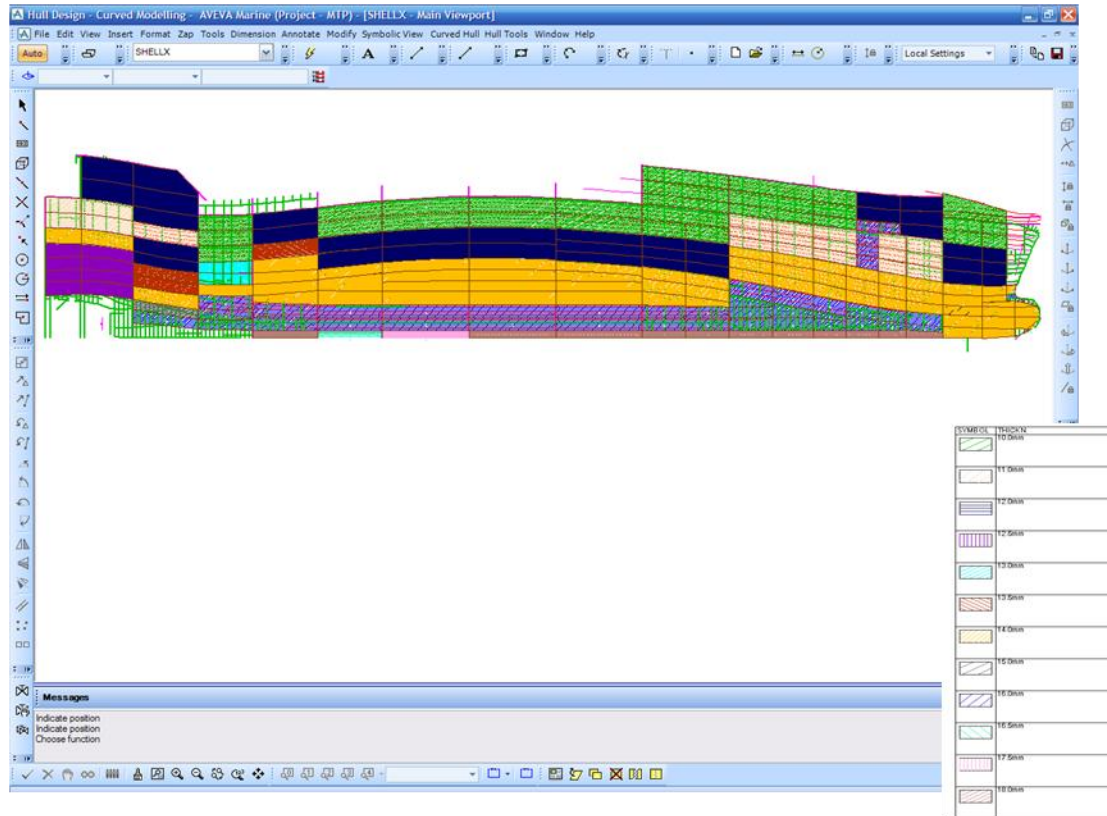 Hull Design - Curved Modelling - AVEVA Marine (Project - MTP) - [SHELLX - Main Viewport]
File Edit View Insert Format Zap Tools Dimension Annotate Modify Symbolic View Curved Hull Hull Tools Window Help
Auto SHELLX A Local Settings
Messages
Indicate position
Indicate position
Choose function
SYMBOL THICKN
10.0mm
11.0mm
12.0mm
12.5mm
13.0mm
13.5mm
14.0mm
15.0mm
16.0mm
16.5mm
17.5mm
18.0mm